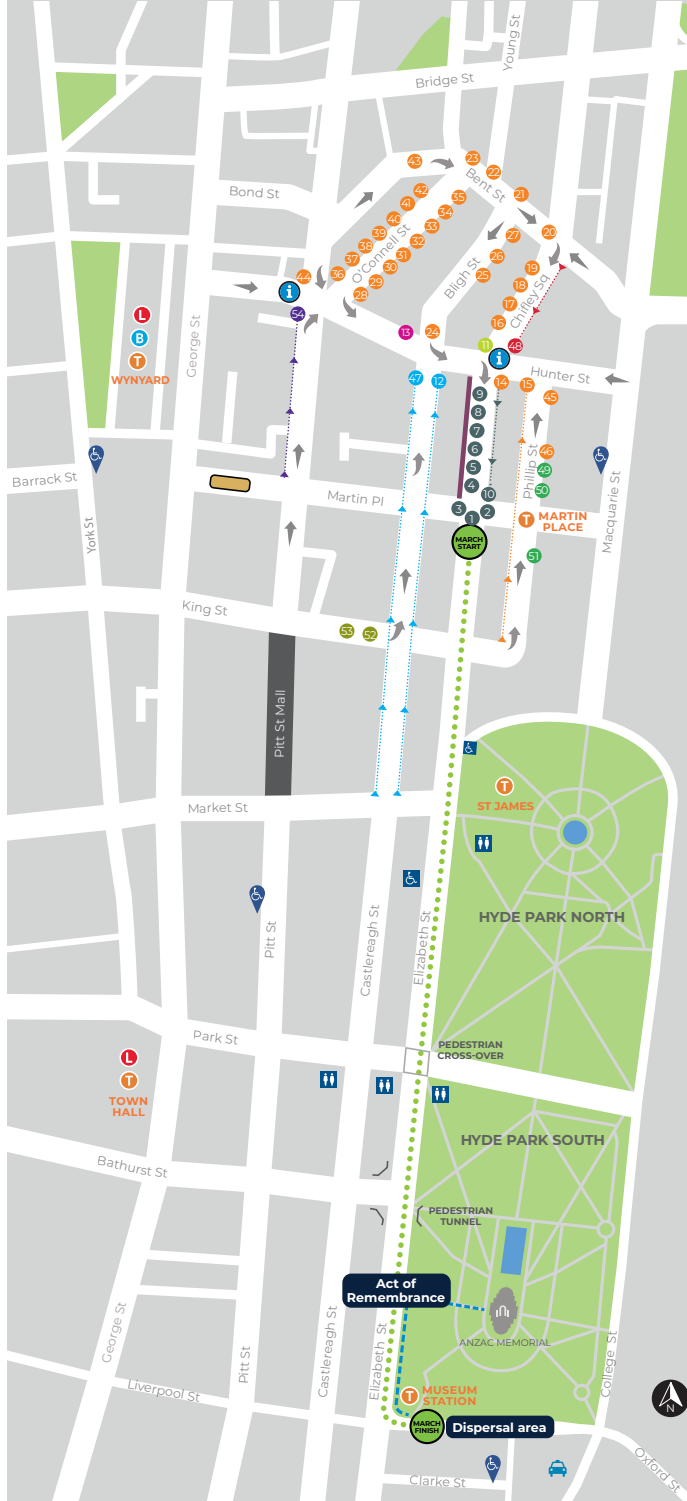 Young St
Bridge St
43
23
22
Bent St
Bond St
42
35
21
41
34
40
33
20
39
O'Connell St
32
27
38
31
26
37
30
Bligh St
25
19
44
36
29
18
Chifley Sq
i
28
17
L
54
16
B
13
24
11
48
T
George St
i
WYNYARD
Hunter St
47
12
14
15
9
45
8
7
46
6
Phillip St
49
5
Barrack St
4
50
10
Macquarie St
Martin Pl
3
2
T
MARTIN
PLACE
1
York St
MARCH
START
51
King St
53
52
Pitt St Mall
T
ST JAMES
Market St
HYDE PARK NORTH
Pitt St
Castlereagh St
Elizabeth St
Park St
PEDESTRIAN
CROSS-OVER
L
T
TOWN
HALL
HYDE PARK SOUTH
Bathurst St
PEDESTRIAN
TUNNEL
Act of
Remembrance
ANZAC MEMORIAL
George St
Pitt St
Castlereagh St
Elizabeth St
College St
Liverpool St
T
MUSEUM
STATION
N
MARCH
FINISH
Dispersal area
Oxford St
Clarke St